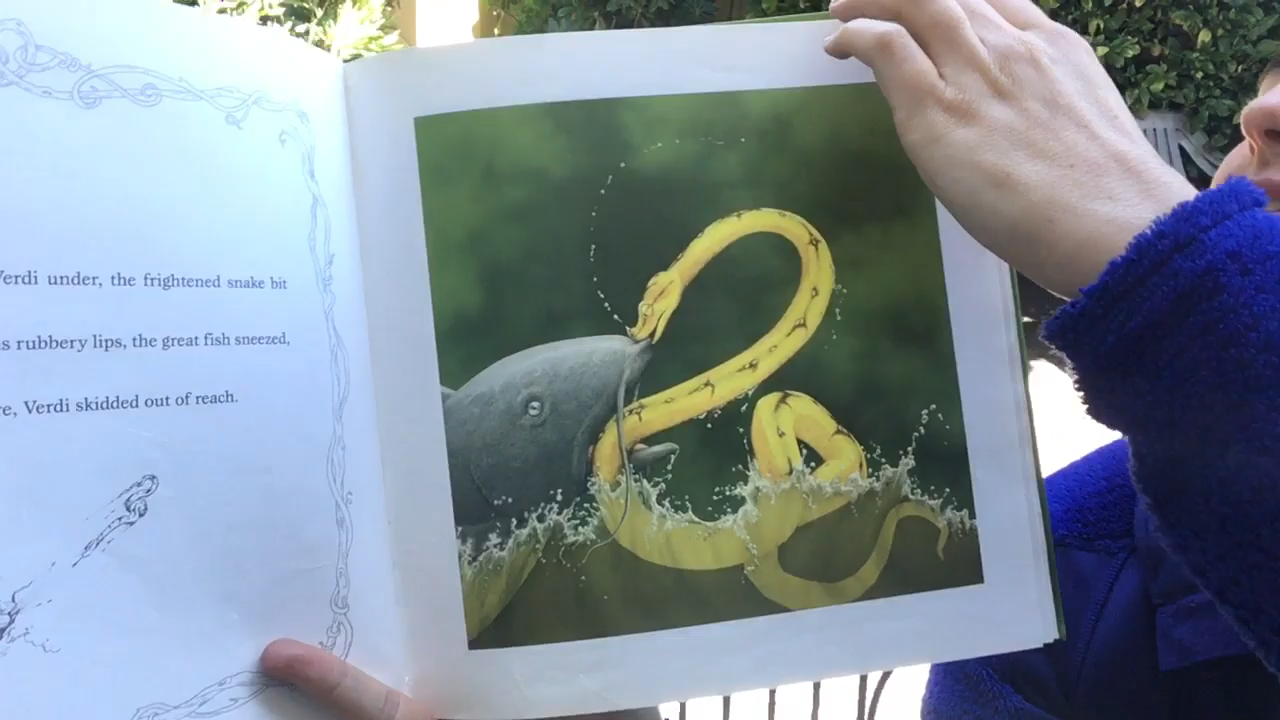 Verdi under, the frightened snake bit
rubbery lips, the great fish sneezed,
Verdi skidded out of reach.